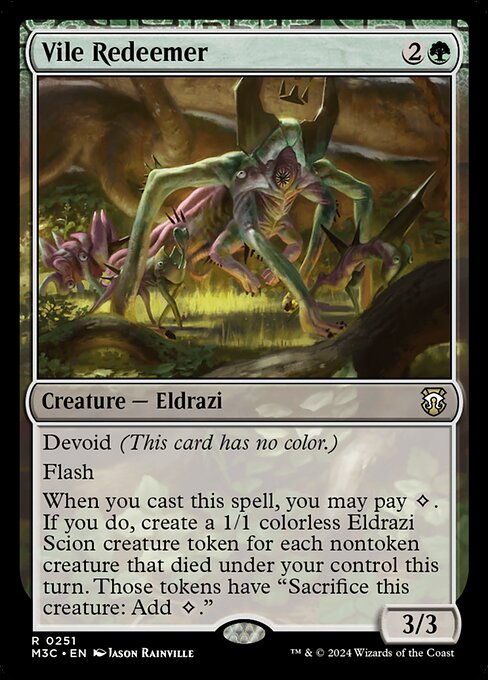 Vile Redeemer 2
Creature — Eldrazi
Devoid (This card has no color.)
Flash
When you cast this spell, you may pay ◇.
If you do, create a 1/1 colorless Eldrazi
Scion creature token for each nontoken
creature that died under your control this
turn. Those tokens have “Sacrifice this
creature: Add ◇.”
3/3
R 0251
M3C • EN Jason Rainville
™ & © 2024 Wizards of the Coast